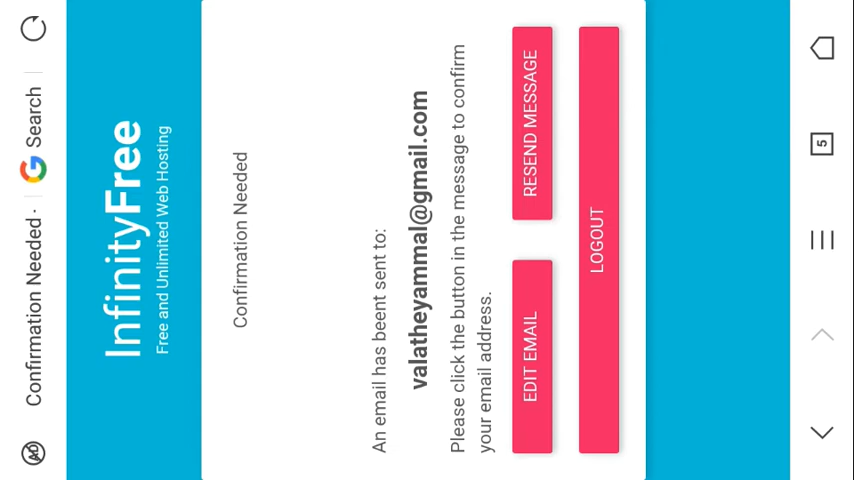 Confirmation Needed · Search
InfinityFree
Free and Unlimited Web Hosting
Confirmation Needed
An email has beent sent to:
valatheyammal@gmail.com
Please click the button in the message to confirm
your email address.
EDIT EMAIL RESEND MESSAGE
LOGOUT
5